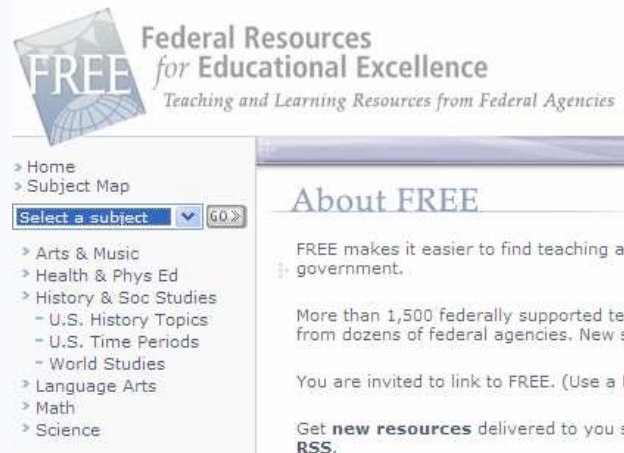 FREE
Federal Resources
for Educational Excellence
Teaching and Learning Resources from Federal Agencies
> Home
> Subject Map
Select a subject
GO »
> Arts & Music
> Health & Phys Ed
> History & Soc Studies
- U.S. History Topics
- U.S. Time Periods
- World Studies
> Language Arts
> Math
> Science
About FREE
FREE makes it easier to find teaching a
government.
More than 1,500 federally supported te
from dozens of federal agencies. New s
You are invited to link to FREE. (Use a
Get new resources delivered to you s
RSS.